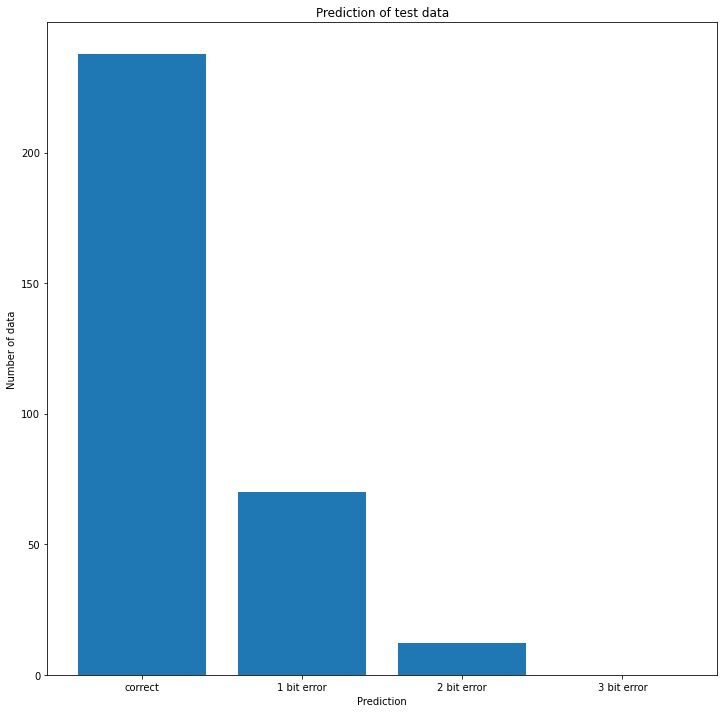 Prediction of test data
Number of data
200
150
100
50
0
correct
1 bit error
2 bit error
3 bit error
Prediction